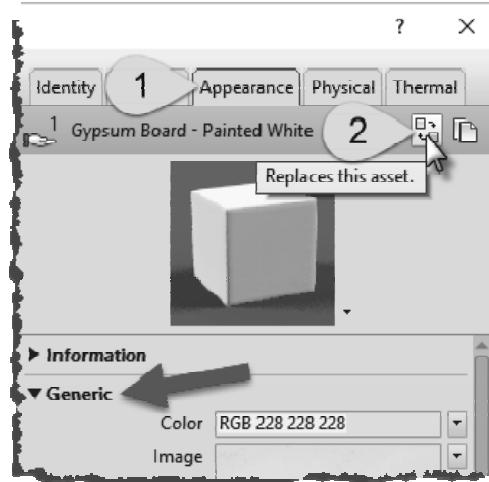 ? ×
Identity 1 Appearance Physical Thermal
1 Gypsum Board - Painted White 2
Replaces this asset.
Information
Generic
Color RGB 228 228 228
Image